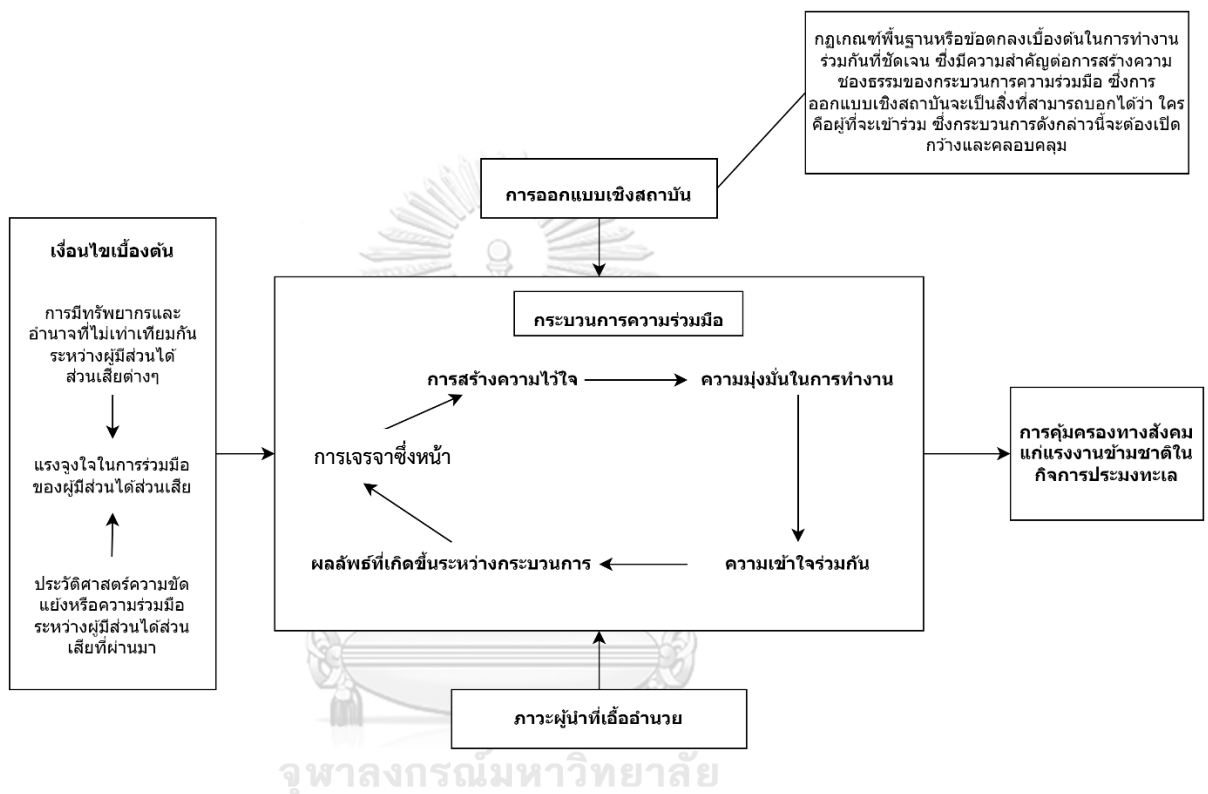 กฏเกณฑ์พื้นฐานหรือข้อตกลงเบื้องต้นในการทำงาน
ร่วมกันที่ชัดเจน ซึ่งมีความสำคัญต่อการสร้างความ
ชองธรรมของกระบวนการความร่วมมือ ซึ่งการ
ออกแบบเชิงสถาบันจะเป็นสิ่งที่สามารถบอกได้ว่า ใคร
คือผู้ที่จะเข้าร่วม ซึ่งกระบวนการดังกล่าวนี้จะต้องเปิด
กว้างและคลอบคลุม
การออกแบบเชิงสถาบัน
เงื่อนไขเบื้องต้น
การมีทรัพยากรและ
อำนาจที่ไม่เท่าเทียมกัน
ระหว่างผู้มีส่วนได้
ส่วนเสียต่างๆ
แรงจูงใจในการร่วมมือ
ของผู้มีส่วนได้ส่วนเสีย
ประวัติศาสตร์ความขัด
แย้งหรือความร่วมมือ
ระหว่างผู้มีส่วนได้ส่วน
เสียที่ผ่านมา
กระบวนการความร่วมมือ
การสร้างความไว้ใจ
ความมุ่งมั่นในการทำงาน
การเจรจาซึ่งหน้า
ผลลัพธ์ที่เกิดขึ้นระหว่างกระบวนการ
ความเข้าใจร่วมกัน
การคุ้มครองทางสังคม
แก่แรงงานข้ามชาติใน
กิจการประมงทะเล
ภาวะผู้นำที่เอื้ออำนวย
จุฬาลงกรณ์มหาวิทยาลัย